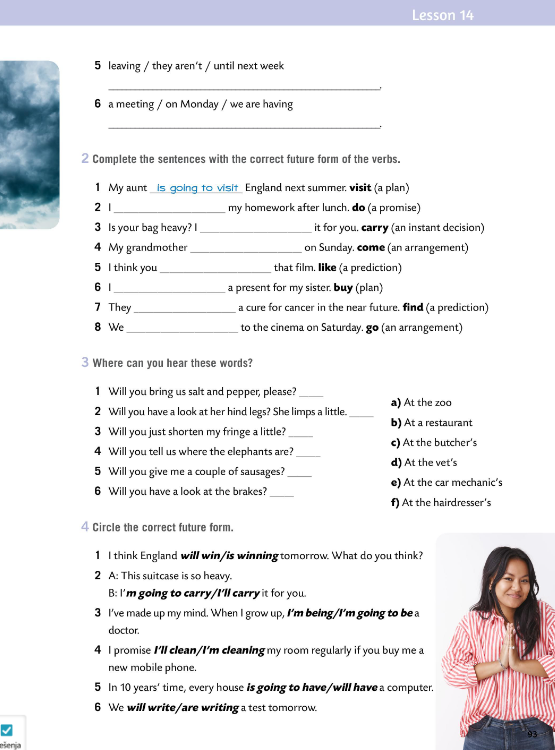 Lesson 14
5 leaving / they aren't / until next week
______________________________.
6 a meeting / on Monday / we are having
______________________________.
2 Complete the sentences with the correct future form of the verbs.
1 My aunt is going to visit England next summer. visit (a plan)
2 I ____________________ my homework after lunch. do (a promise)
3 Is your bag heavy? I ____________________ it for you. carry (an instant decision)
4 My grandmother ____________________ on Sunday. come (an arrangement)
5 I think you ____________________ that film. like (a prediction)
6 I ____________________ a present for my sister. buy (plan)
7 They ____________________ a cure for cancer in the near future. find (a prediction)
8 We ____________________ to the cinema on Saturday. go (an arrangement)
3 Where can you hear these words?
1 Will you bring us salt and pepper, please? ____
2 Will you have a look at her hind legs? She limps a little. ____
3 Will you just shorten my fringe a little? ____
4 Will you tell us where the elephants are? ____
5 Will you give me a couple of sausages? ____
6 Will you have a look at the brakes? ____
a) At the zoo
b) At a restaurant
c) At the butcher's
d) At the vet's
e) At the car mechanic's
f) At the hairdresser's
4 Circle the correct future form.
1 I think England will win/is winning tomorrow. What do you think?
2 A: This suitcase is so heavy.
B: I'm going to carry/I'll carry it for you.
3 I've made up my mind. When I grow up, I'm being/I'm going to be a
doctor.
4 I promise I'll clean/I'm cleaning my room regularly if you buy me a
new mobile phone.
5 In 10 years' time, every house is going to have/will have a computer.
6 We will write/are writing a test tomorrow.
93
ešenja